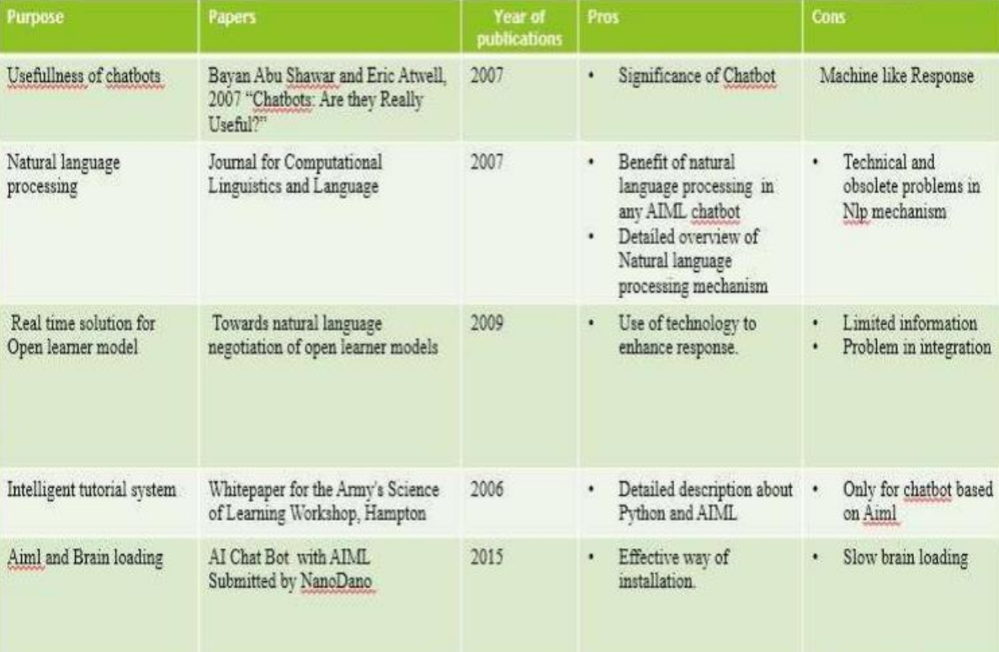 Purpose
Papers
Year of
publications
Pros
Cons
Usefullness of chatbots
Bayan Abu Shawar and Eric Atwell,
2007 “Chatbots: Are they Really
Useful?”
2007
• Significance of Chatbot
Machine like Response
Natural language
processing
Journal for Computational
Linguistics and Language
2007
• Benefit of natural
language processing in
any AIML chatbot
• Detailed overview of
Natural language
processing mechanism
• Technical and
obsolete problems in
Nlp mechanism
Real time solution for
Open learner model
Towards natural language
negotiation of open learner models
2009
• Use of technology to
enhance response.
• Limited information
• Problem in integration
Intelligent tutorial system
Whitepaper for the Army's Science
of Learning Workshop, Hampton
2006
• Detailed description about
Python and AIML
• Only for chatbot based
on Aiml
Aiml and Brain loading
AI Chat Bot with AIML
Submitted by NanoDano
2015
• Effective way of
installation.
• Slow brain loading